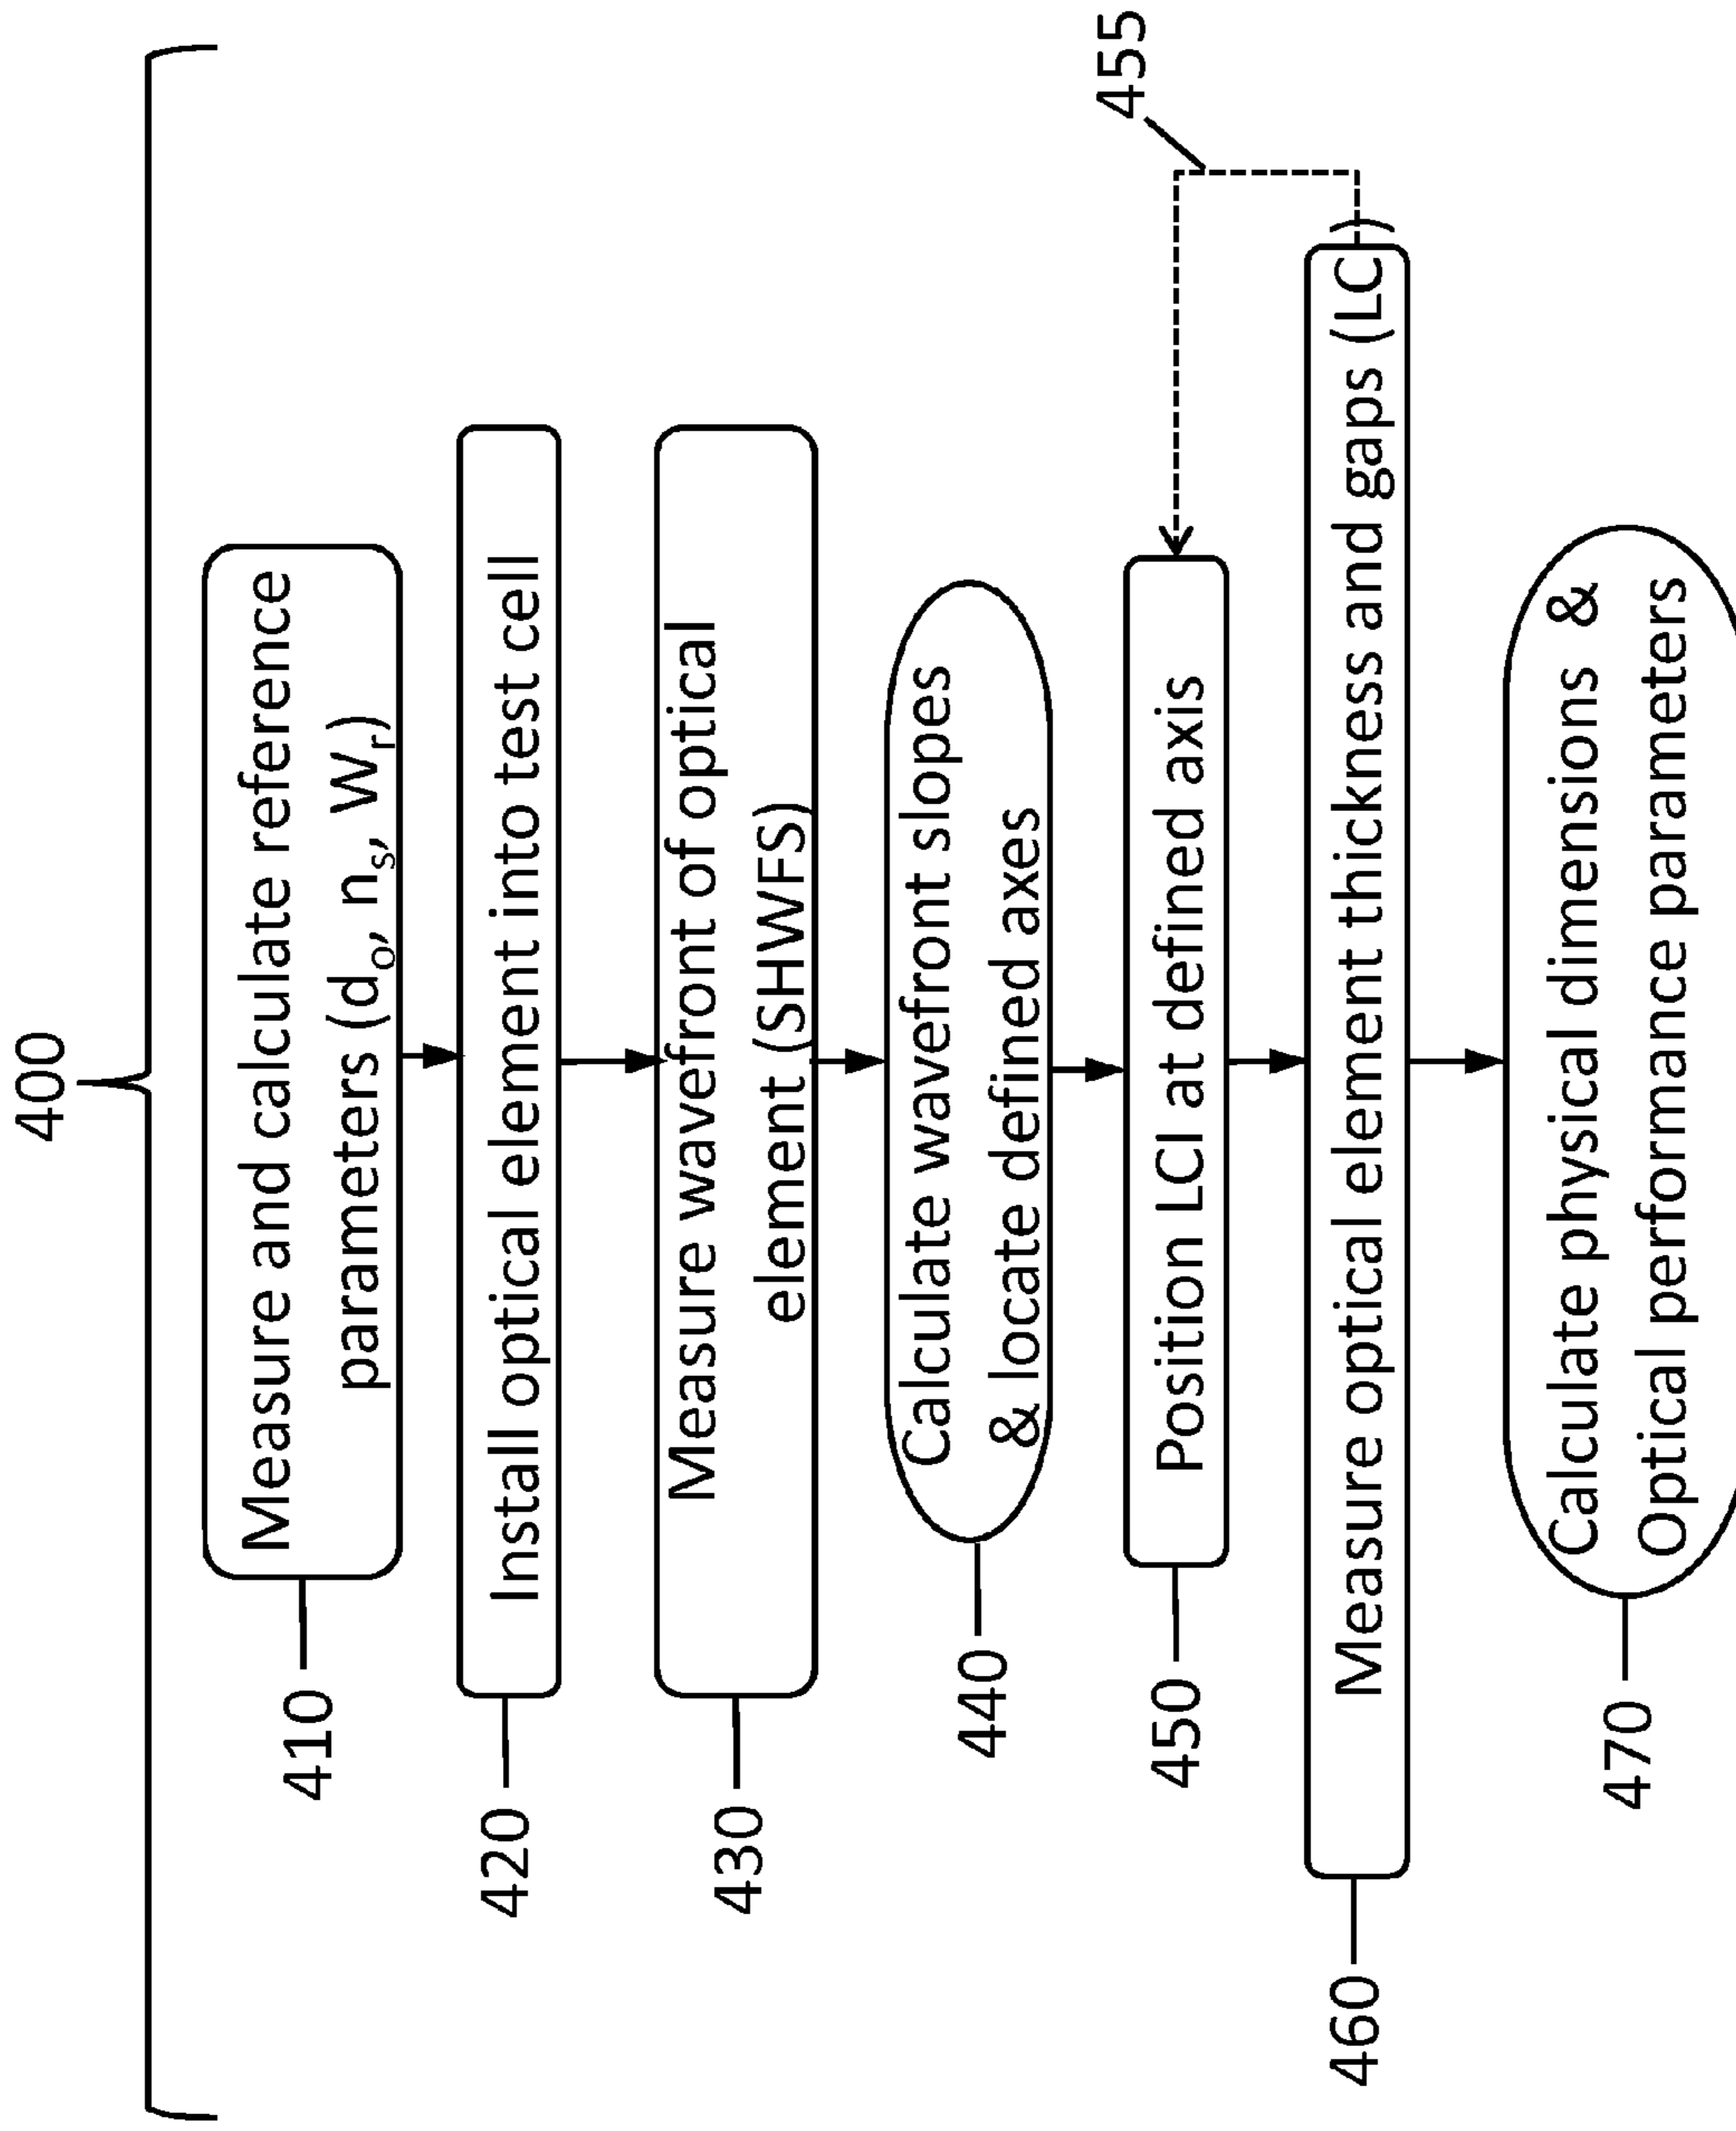 400
410
Measure and calculate reference
parameters (do, ns, Wr)
420
Install optical element into test cell
430
Measure wavefront of optical
element (SHWFS)
440
Calculate wavefront slopes
& locate defined axes
450
Position LCI at defined axis
455
460
Measure optical element thickness and gaps (LC )
470
Calculate physical dimensions &
Optical performance parameters